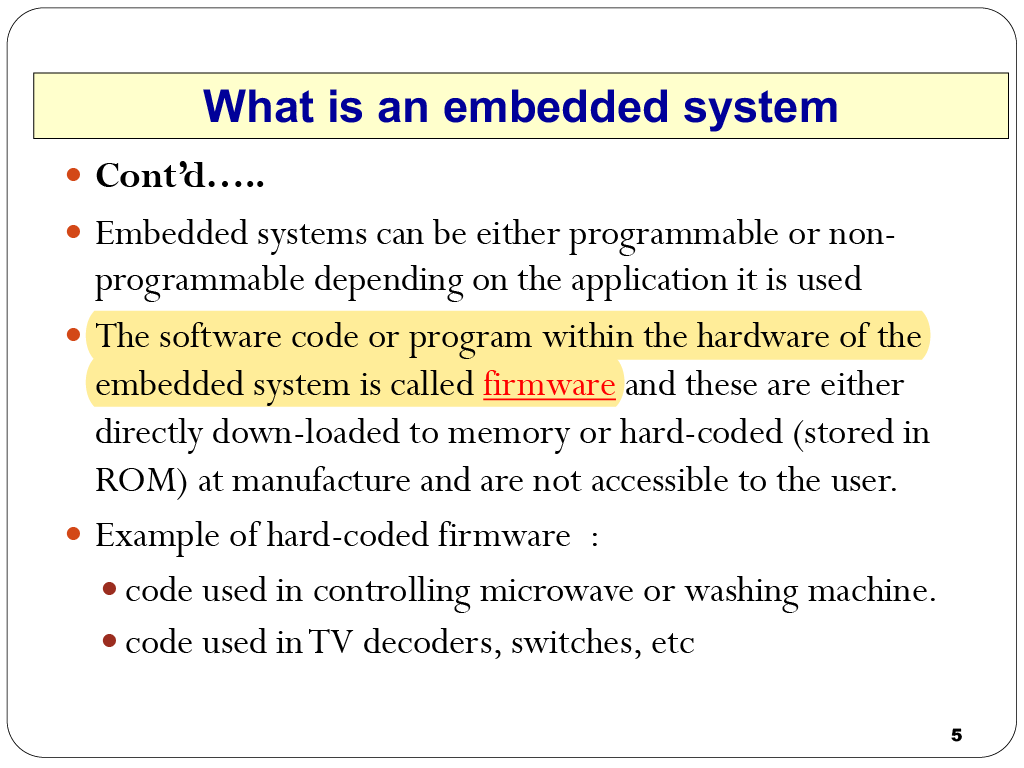 What is an embedded system
Cont’d…..
Embedded systems can be either programmable or non-
programmable depending on the application it is used
The software code or program within the hardware of the
embedded system is called firmware and these are either
directly down-loaded to memory or hard-coded (stored in
ROM) at manufacture and are not accessible to the user.
Example of hard-coded firmware :
code used in controlling microwave or washing machine.
code used in TV decoders, switches, etc
5